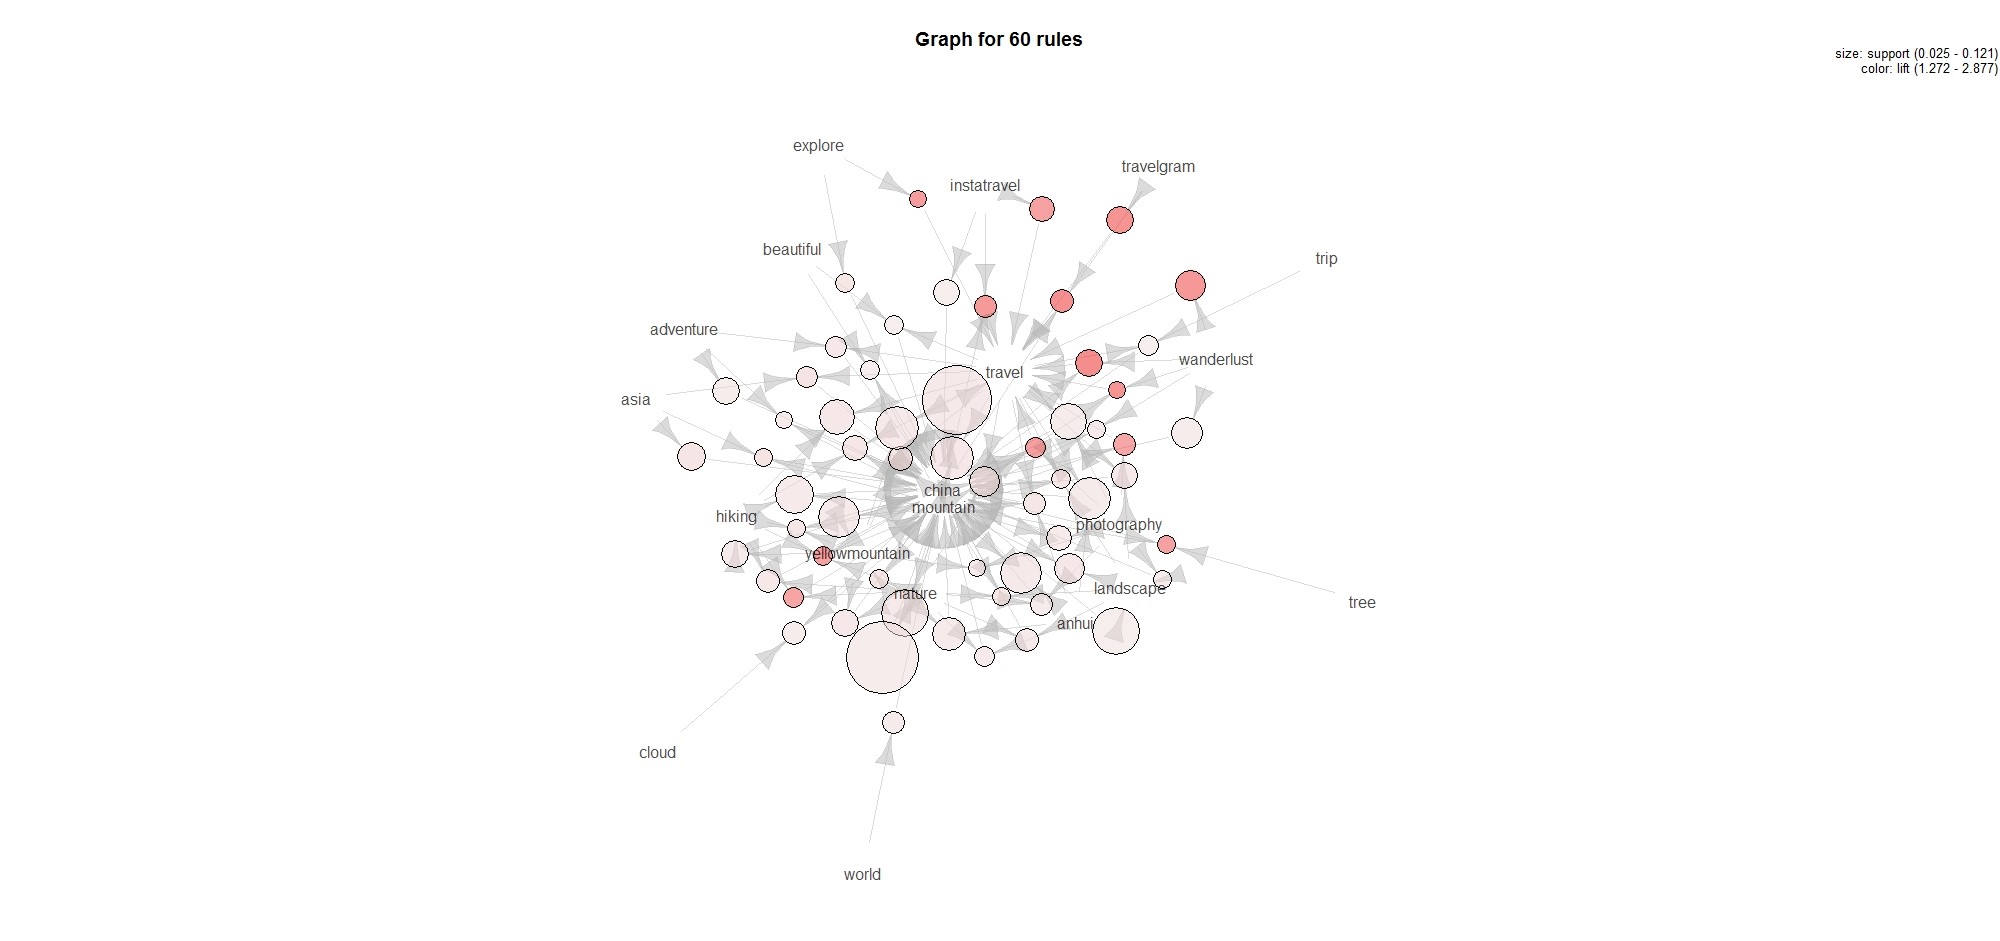 Graph for 60 rules
size: support (0.025 - 0.121)
color: lift (1.272 - 2.877)
explore
travelgram
instatravel
beautiful
trip
adventure
wanderlust
travel
asia
china
mountain
hiking
photography
yellowmountain
landscape
nature
tree
anhui
cloud
world